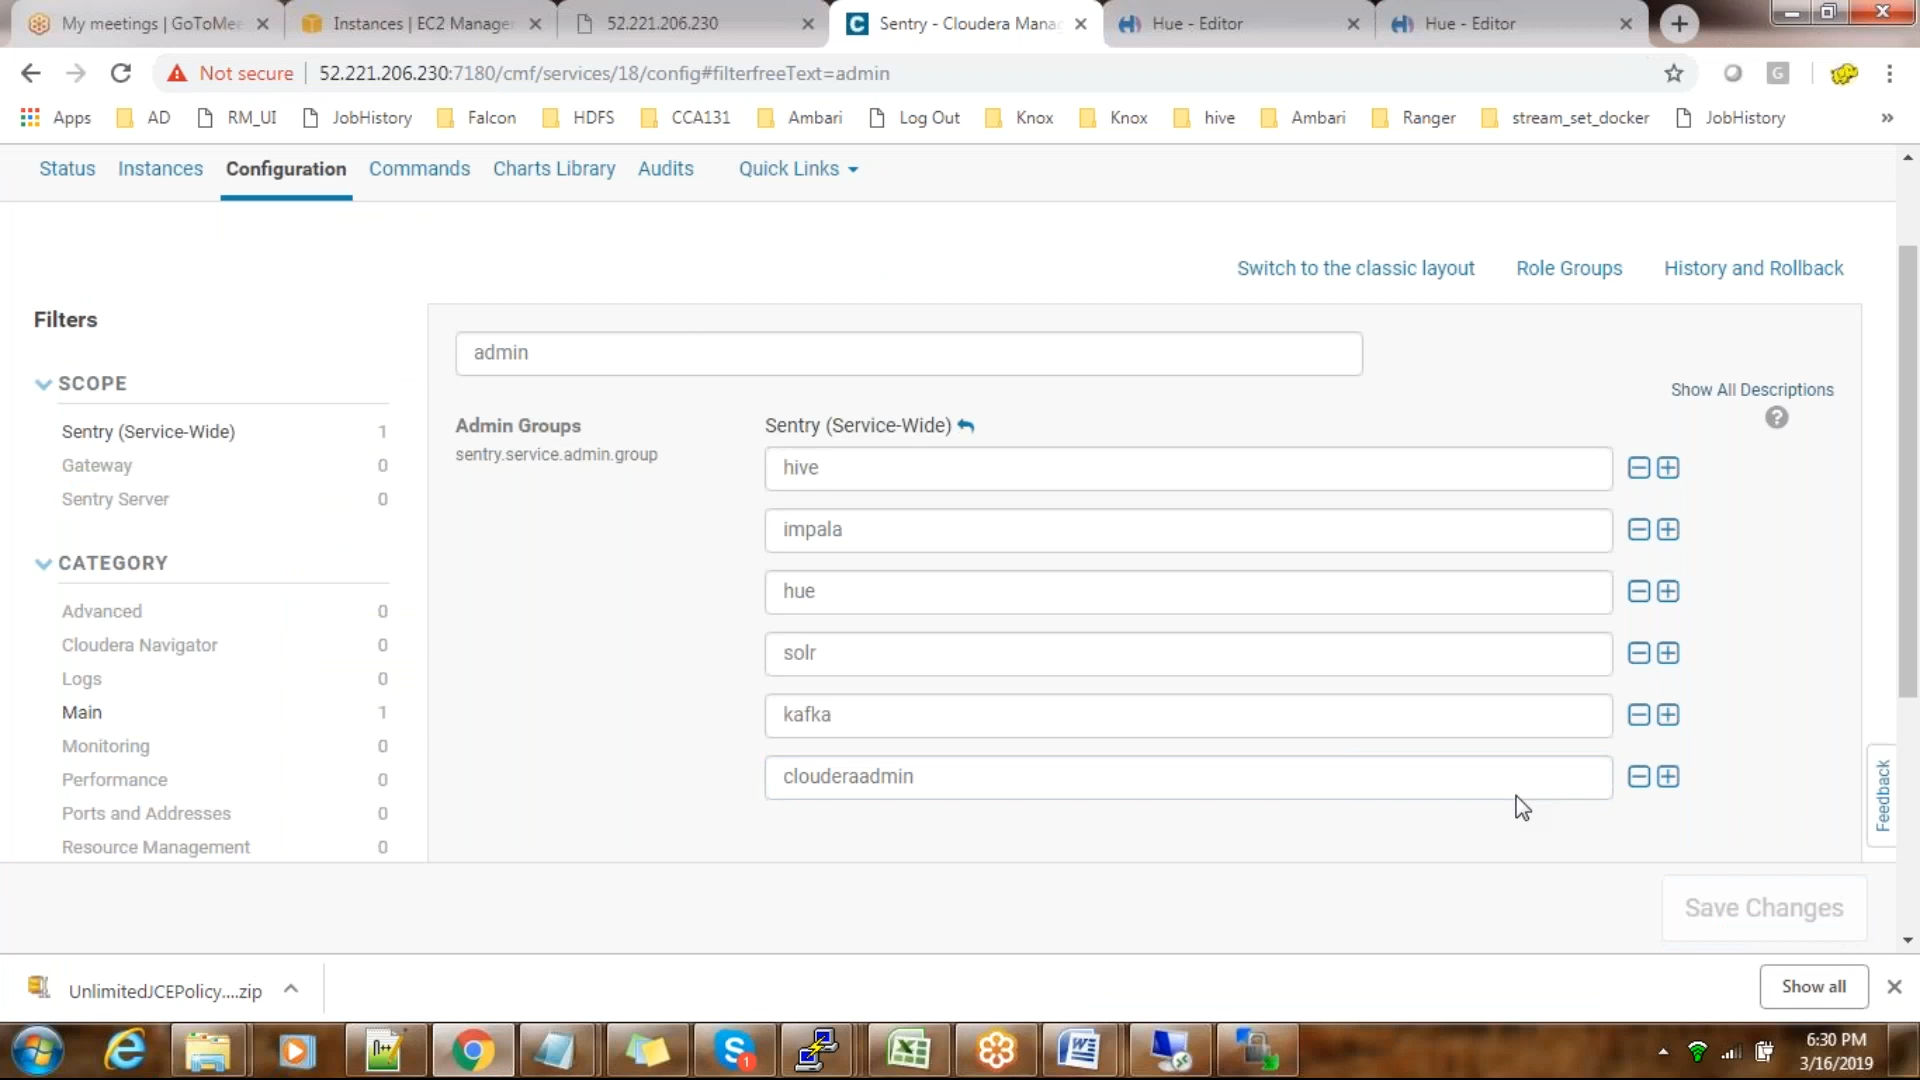 My meetings | GoToMee
Instances | EC2 Manager
52.221.206.230
Sentry - Cloudera Mana
Hue - Editor
Hue - Editor
Not secure
52.221.206.230:7180/cmf/services/18/config#filterfreeText=admin
G
Apps
AD
RM_UI
JobHistory
Falcon
HDFS
CCA131
Ambari
Log Out
Knox
Knox
hive
Ambari
Ranger
stream_set_docker
JobHistory
»
Status
Instances
Configuration
Commands
Charts Library
Audits
Quick Links
Switch to the classic layout
Role Groups
History and Rollback
Filters
admin
SCOPE
Show All Descriptions
Admin Groups
Sentry (Service-Wide)
?
Sentry (Service-Wide) 1
sentry.service.admin.group
hive
Gateway 0
Sentry Server 0
impala
CATEGORY
hue
Advanced 0
Cloudera Navigator 0
solr
Logs 0
Main 1
kafka
Monitoring 0
Performance 0
clouderaadmin
Ports and Addresses 0
Feedback
Resource Management 0
Save Changes
UnlimitedJCEPolicy....zip
Show all
6:30 PM
3/16/2019